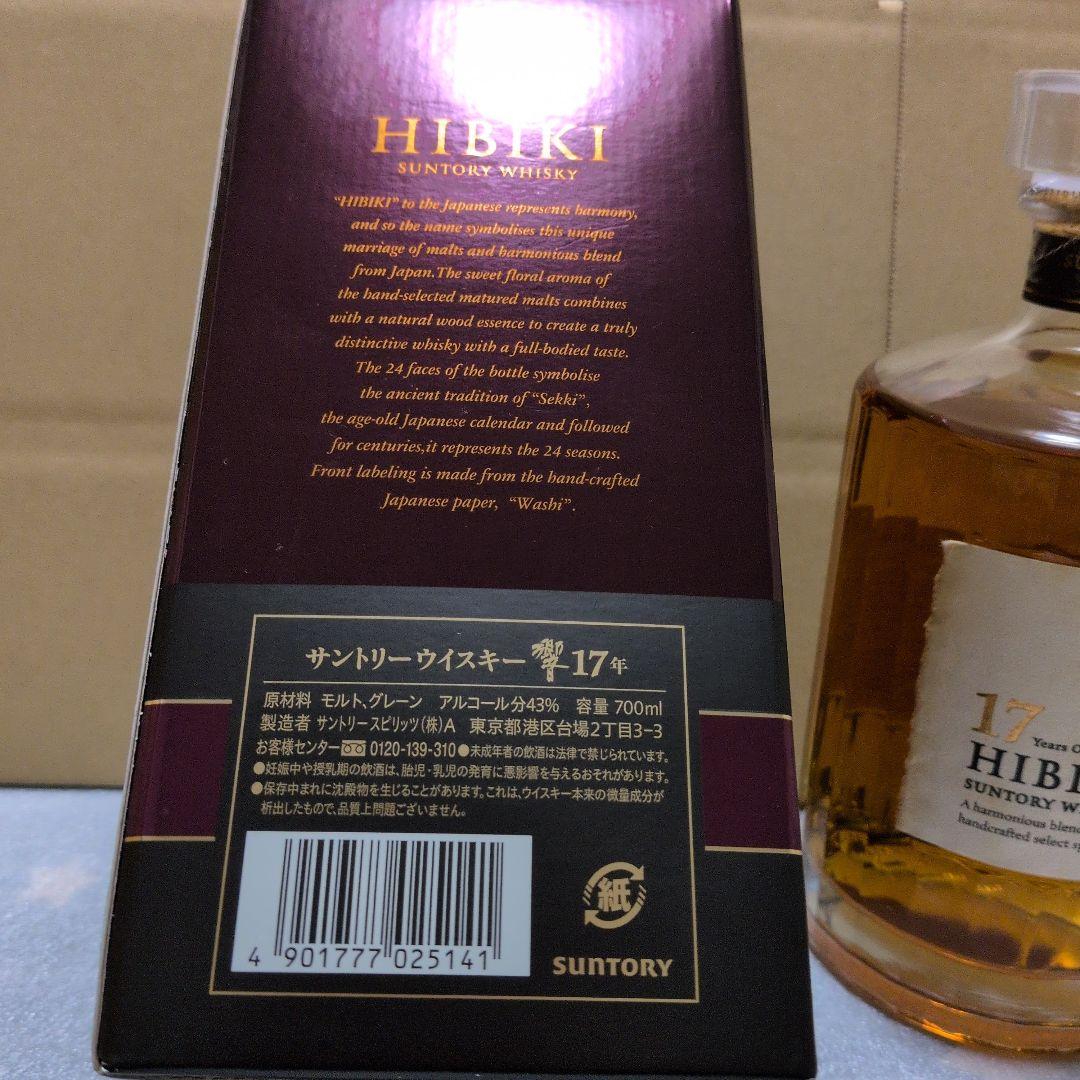 HIBIKI
SUNTORY WHISKY
"HIBIKI" to the Japanese represents harmony,
and so the name symbolises this unique
marriage of malts and harmonious blend
from Japan.The sweet floral aroma of
the hand-selected matured malts combines
with a natural wood essence to create a truly
distinctive whisky with a full-bodied taste.
The 24 faces of the bottle symbolise
the ancient tradition of "Sekki",
the age-old Japanese calendar and followed
for centuries,it represents the 24 seasons.
Front labeling is made from the hand-crafted
Japanese paper, "Washi".
サントリーウイスキー 響 17年
原材料 モルト、グレーン アルコール分43% 容量 700ml
製造者 サントリースピリッツ(株)A 東京都港区台場2丁目3-3
お客様センター 0120-139-310 ●未成年者の飲酒は法律で禁じられています。
●妊娠中や授乳期の飲酒は、胎児・乳児の発育に悪影響を与えるおそれがあります。
●保存中まれに沈殿物を生じることがあります。これは、ウイスキー本来の微量成分が
析出したもので、品質上問題ございません。
4 901777 025141
紙
SUNTORY
17 Years
HIBI
SUNTORY W
A harmonious blend
handcrafted select